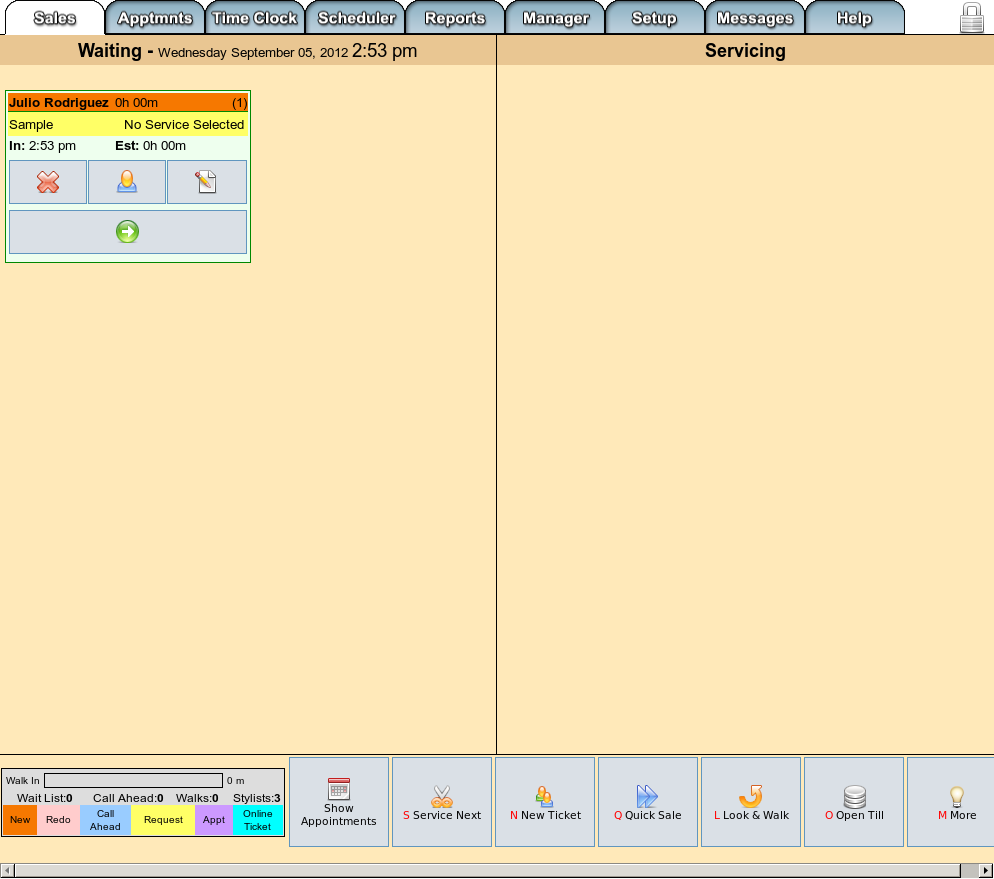 Sales Apptmnts Time Clock Scheduler Reports Manager Setup Messages Help
Waiting - Wednesday September 05, 2012 2:53 pm
Servicing
Julio Rodriguez 0h 00m (1)
Sample No Service Selected
In: 2:53 pm Est: 0h 00m
Walk In 0 m
Wait List:0 Call Ahead:0 Walks:0 Stylists:3
New Redo Call Ahead Request Appt Online Ticket
Show
Appointments
S Service Next
N New Ticket
Q Quick Sale
L Look & Walk
O Open Till
M More